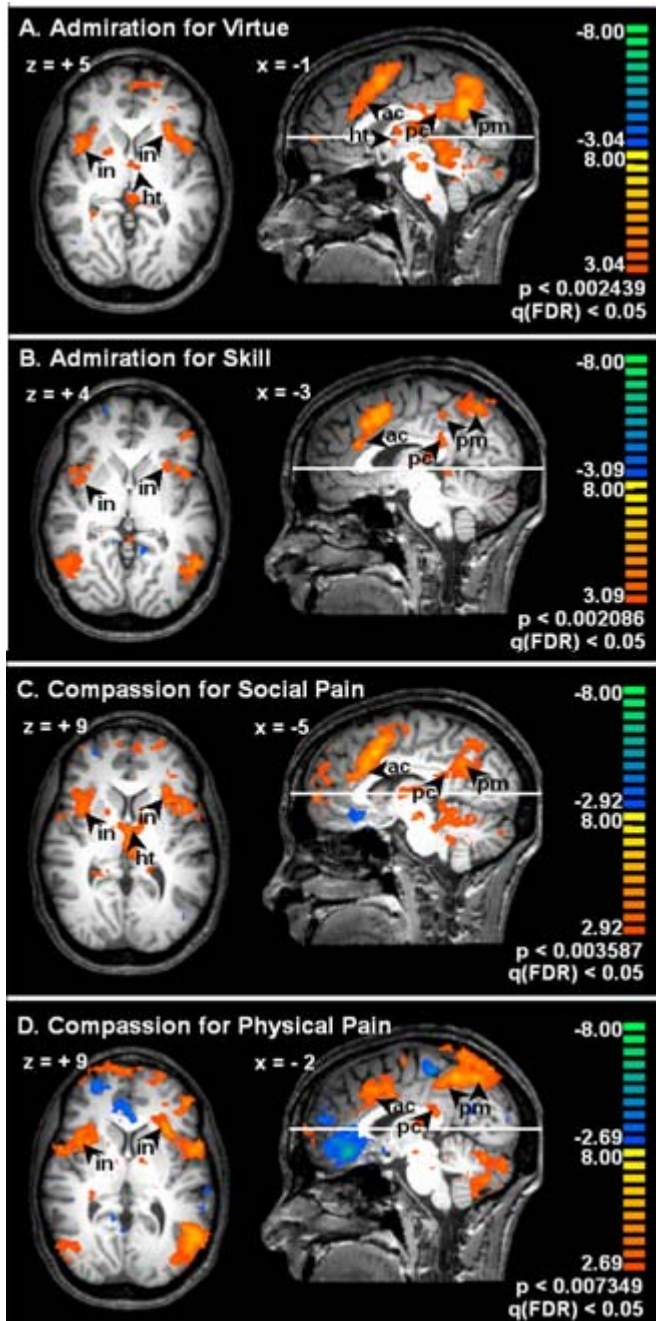 A. Admiration for Virtue
z = + 5
x = -1
-8.00
ac
in
in
ht
pc
pm
ht
-3.04
8.00
3.04
p < 0.002439
q(FDR) < 0.05
B. Admiration for Skill
z = + 4
x = -3
-8.00
ac
pm
pc
in
in
-3.09
8.00
3.09
p < 0.002086
q(FDR) < 0.05
C. Compassion for Social Pain
z = + 9
x = -5
-8.00
ac
pc
pm
in
in
ht
-2.92
8.00
2.92
p < 0.003587
q(FDR) < 0.05
D. Compassion for Physical Pain
z = + 9
x = - 2
-8.00
ac
pm
pc
in
in
-2.69
8.00
2.69
p < 0.007349
q(FDR) < 0.05